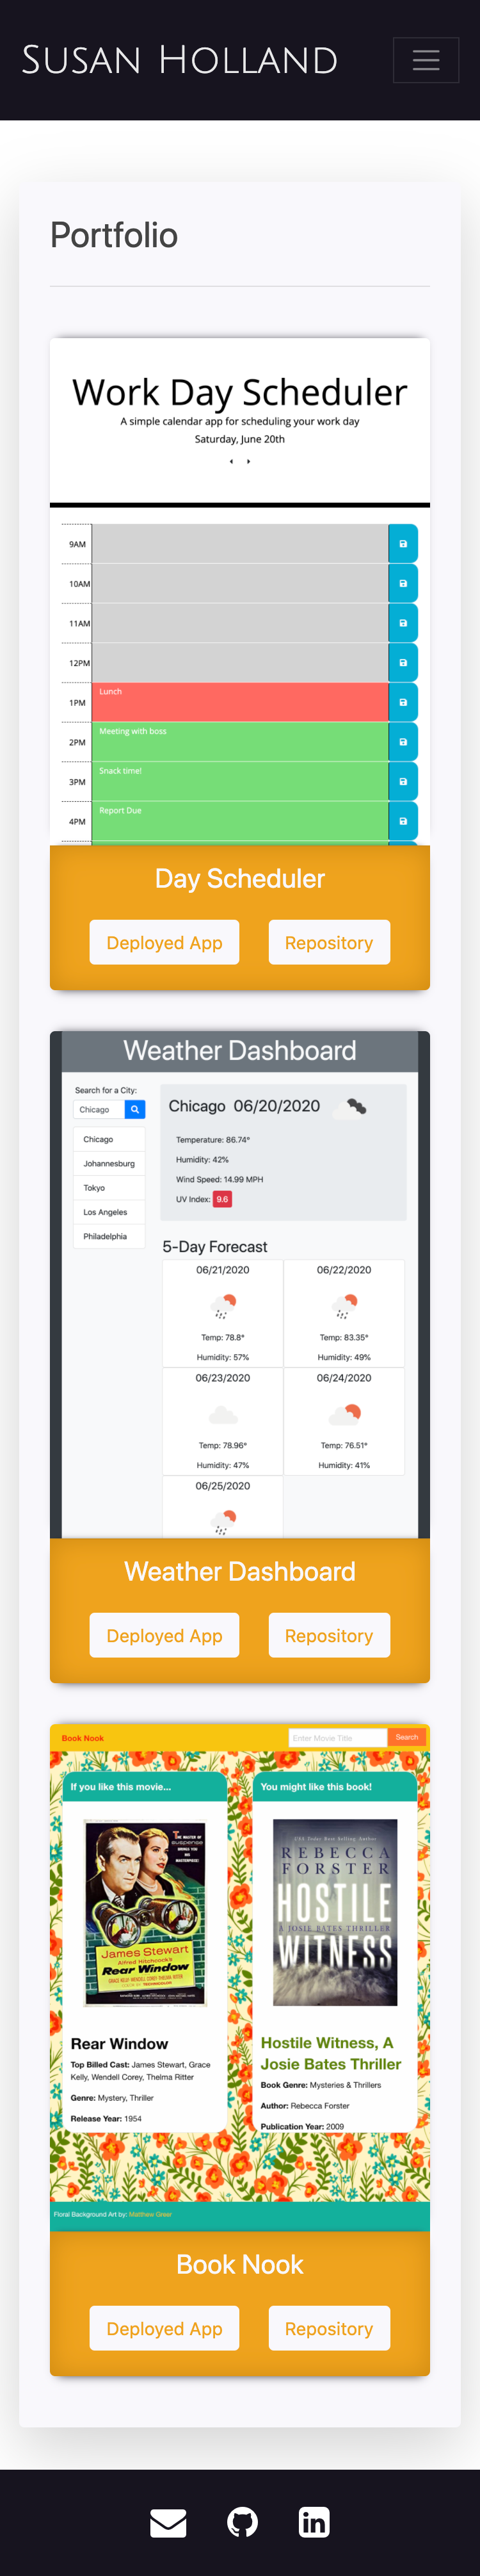 Susan Holland
Portfolio
Work Day Scheduler
A simple calendar app for scheduling your work day
Saturday, June 20th
9AM
10AM
11AM
12PM
1PM Lunch
2PM Meeting with boss
3PM Snack time!
4PM Report Due
Day Scheduler
Deployed App Repository
Weather Dashboard
Search for a City:
Chicago
Chicago
Johannesburg
Tokyo
Los Angeles
Philadelphia
Chicago 06/20/2020
Temperature: 86.74°
Humidity: 42%
Wind Speed: 14.99 MPH
UV Index: 9.6
5-Day Forecast
06/21/2020
Temp: 78.8°
Humidity: 57%
06/22/2020
Temp: 83.35°
Humidity: 49%
06/23/2020
Temp: 78.96°
Humidity: 47%
06/24/2020
Temp: 76.51°
Humidity: 41%
06/25/2020
Weather Dashboard
Deployed App Repository
Book Nook
Enter Movie Title Search
If you like this movie...
James Stewart
Alfred Hitchcock's
Rear Window
Rear Window
Top Billed Cast: James Stewart, Grace
Kelly, Wendell Corey, Thelma Ritter
Genre: Mystery, Thriller
Release Year: 1954
You might like this book!
USA Today Best Selling Author
REBECCA
FORSTER
HOSTILE
A JOSIE BATES THRILLER
WITNESS
Hostile Witness, A
Josie Bates Thriller
Book Genre: Mysteries & Thrillers
Author: Rebecca Forster
Publication Year: 2009
Floral Background Art by: Matthew Greer
Book Nook
Deployed App Repository